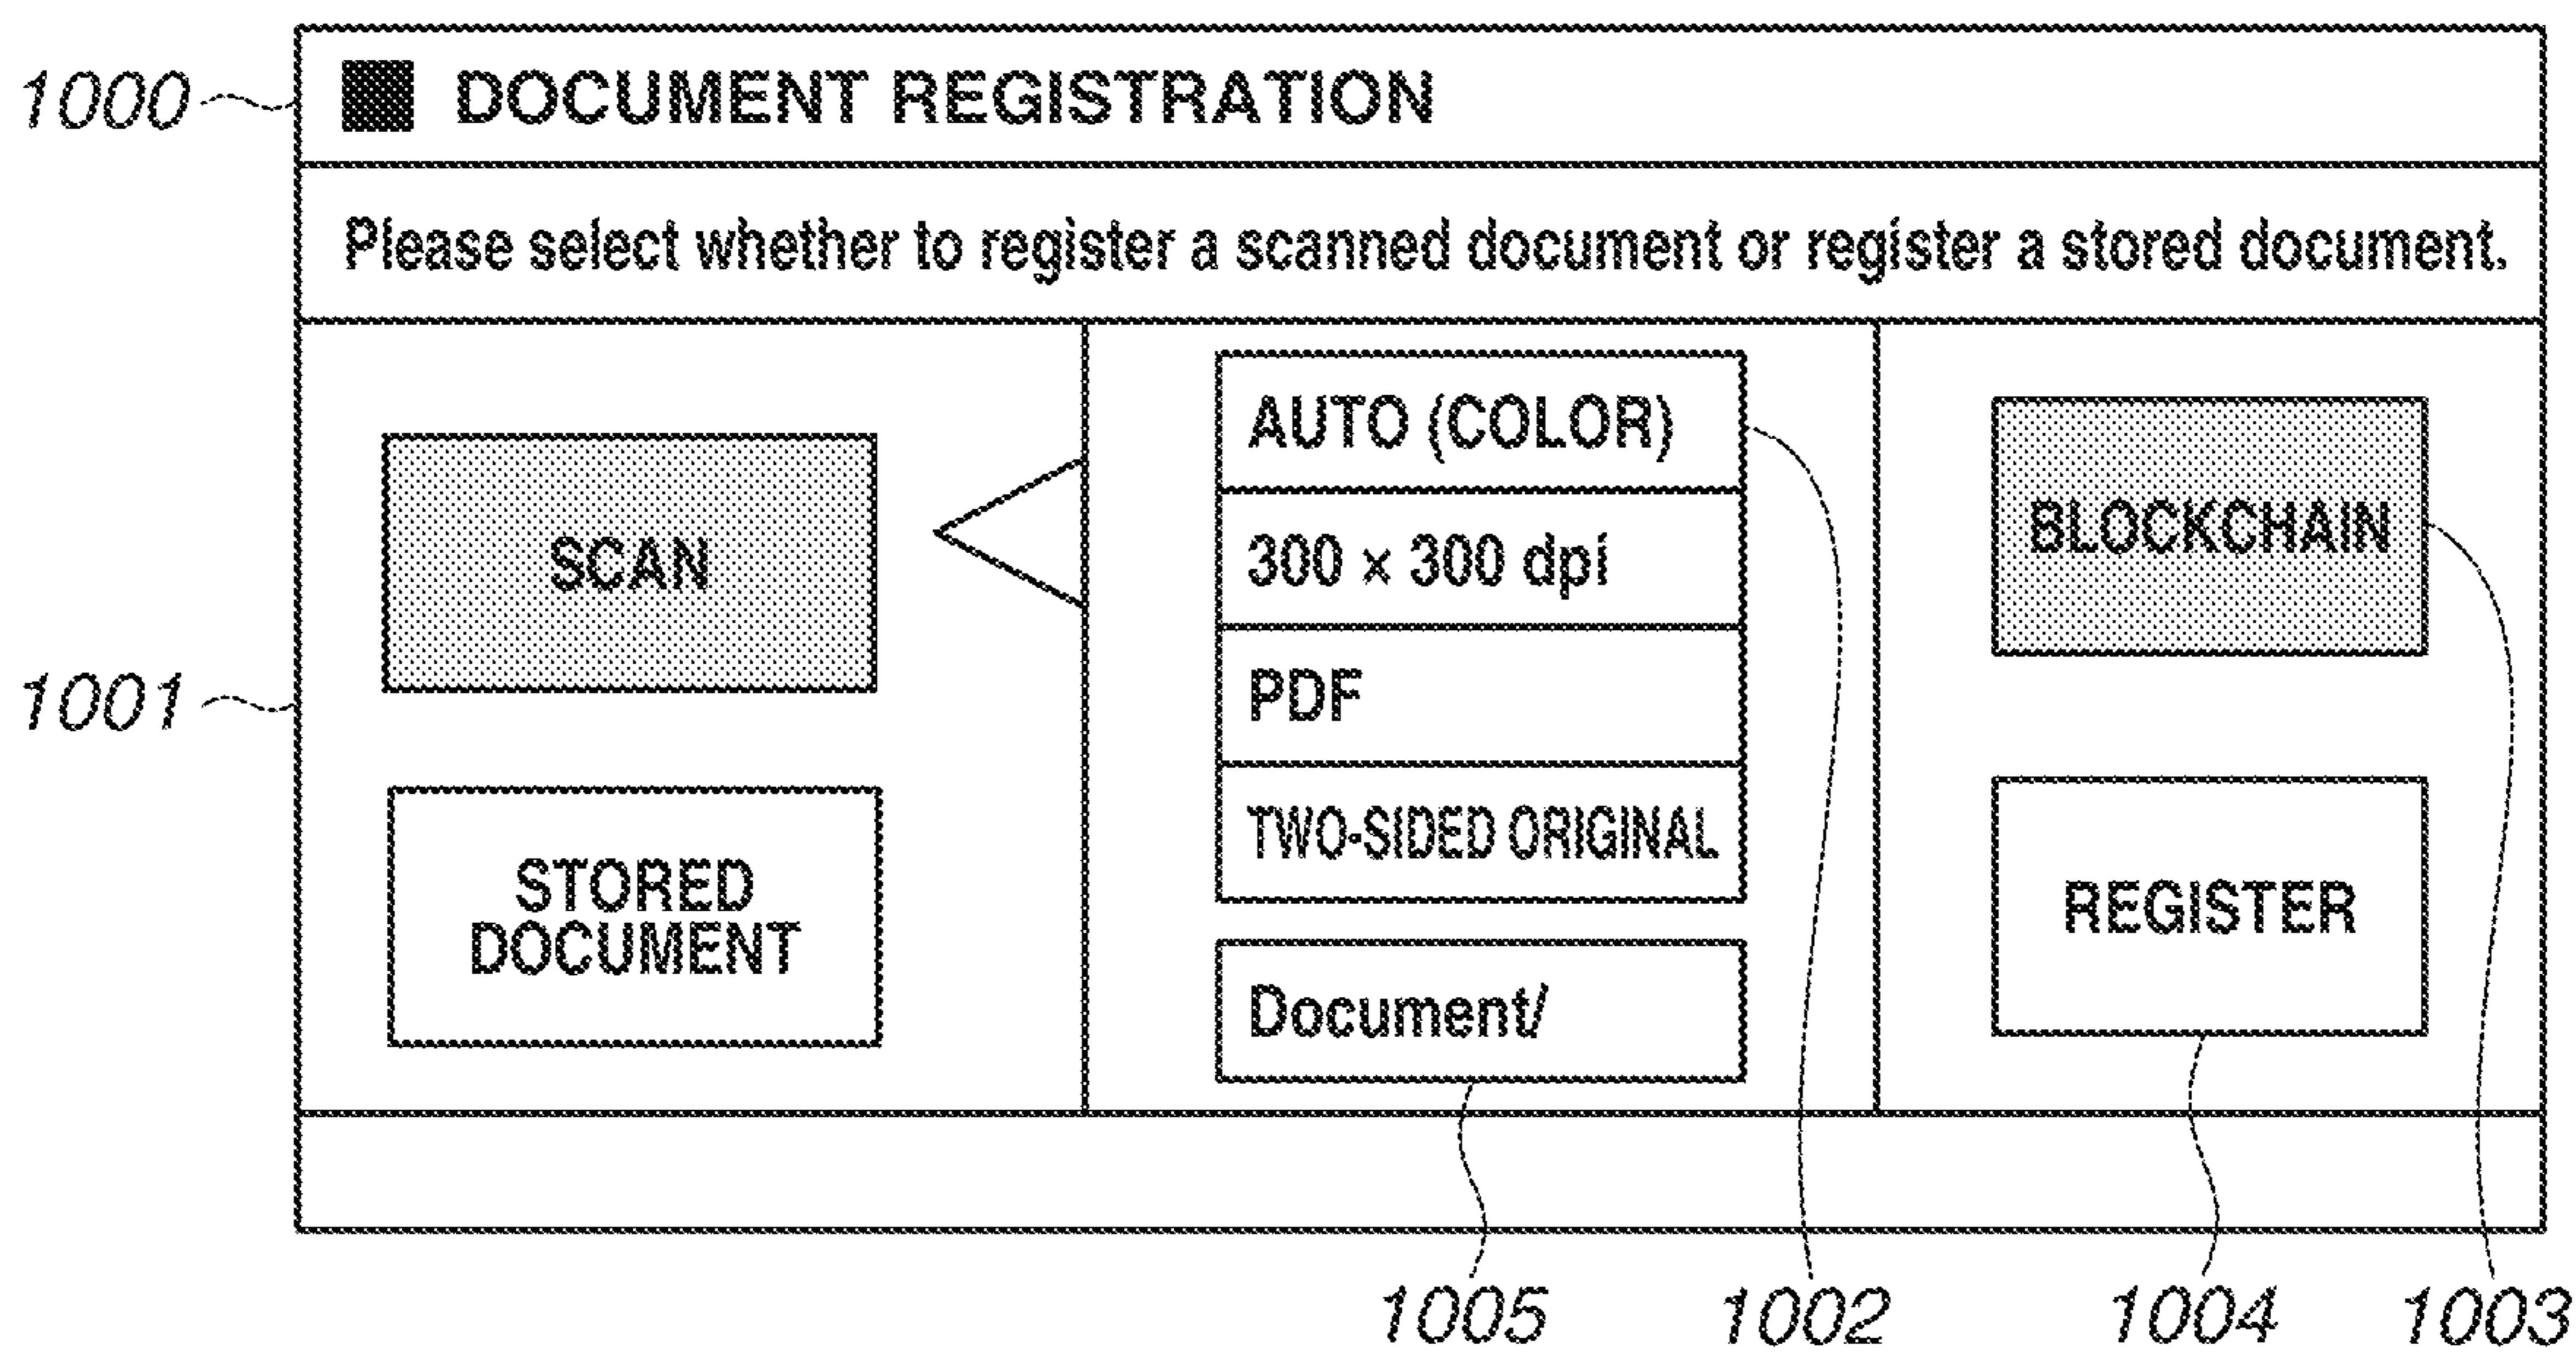 1000
DOCUMENT REGISTRATION
Please select whether to register a scanned document or register a stored document.
1001
SCAN
STORED
DOCUMENT
AUTO (COLOR)
300 × 300 dpi
PDF
TWO-SIDED ORIGINAL
Document/
BLOCKCHAIN
REGISTER
1005
1002
1004
1003